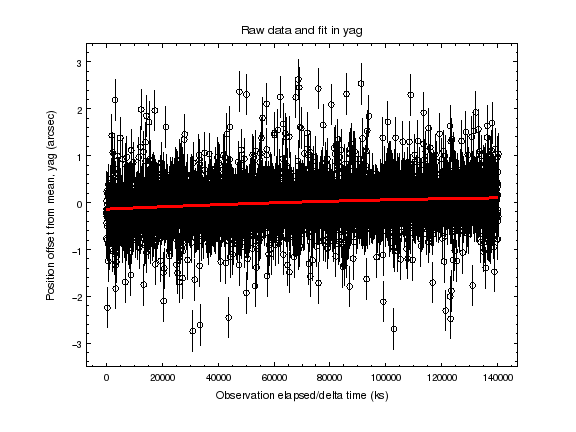 Raw data and fit in yag
Position offset from mean, yag (arcsec)
3
2
1
0
−1
−2
−3
0 20000 40000 60000 80000 100000 120000 140000
Observation elapsed/delta time (ks)